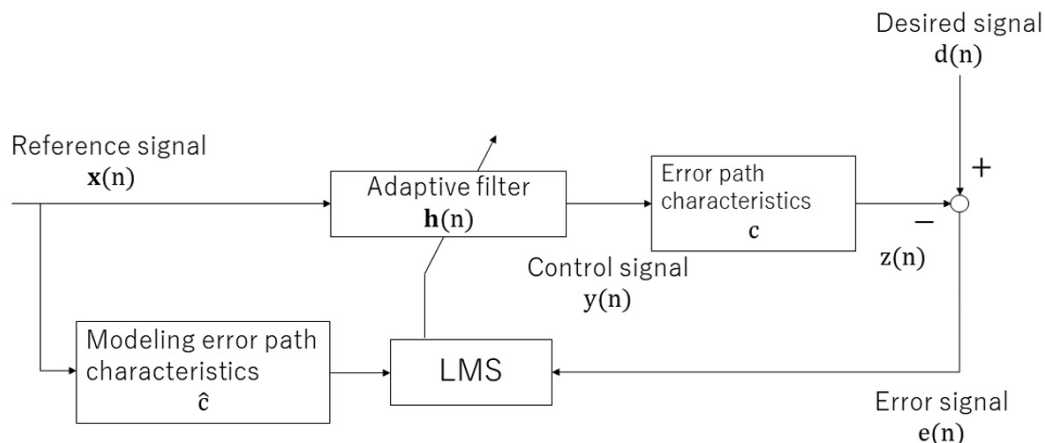 Desired signal
d(n)
Reference signal
x(n)
Adaptive filter
h(n)
Error path
characteristics
c
+
−
z(n)
Control signal
y(n)
Modeling error path
characteristics
ĉ
LMS
Error signal
e(n)